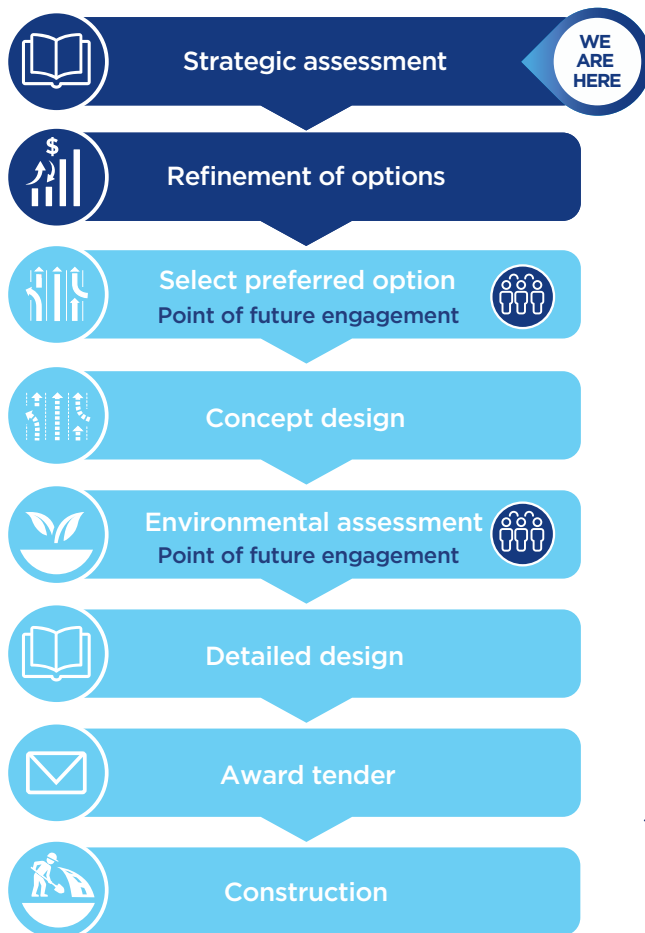 Strategic assessment
WE
ARE
HERE
$
Refinement of options
Select preferred option
Point of future engagement
Concept design
Environmental assessment
Point of future engagement
Detailed design
Award tender
Construction